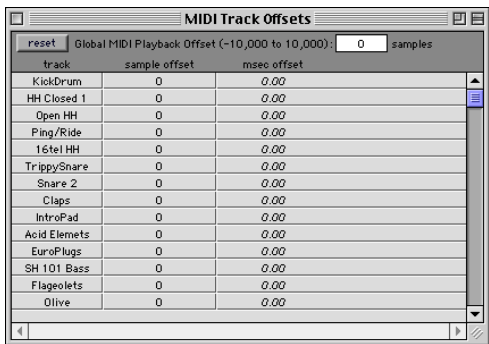 MIDI Track Offsets
reset Global MIDI Playback Offset (-10,000 to 10,000): 0 samples
track sample offset msec offset
KickDrum 0 0.00
HH Closed 1 0 0.00
Open HH 0 0.00
Ping/Ride 0 0.00
16tel HH 0 0.00
TrippySnare 0 0.00
Snare 2 0 0.00
Claps 0 0.00
IntroPad 0 0.00
Acid Elemets 0 0.00
EuroPlugs 0 0.00
SH 101 Bass 0 0.00
Flageolets 0 0.00
Olive 0 0.00